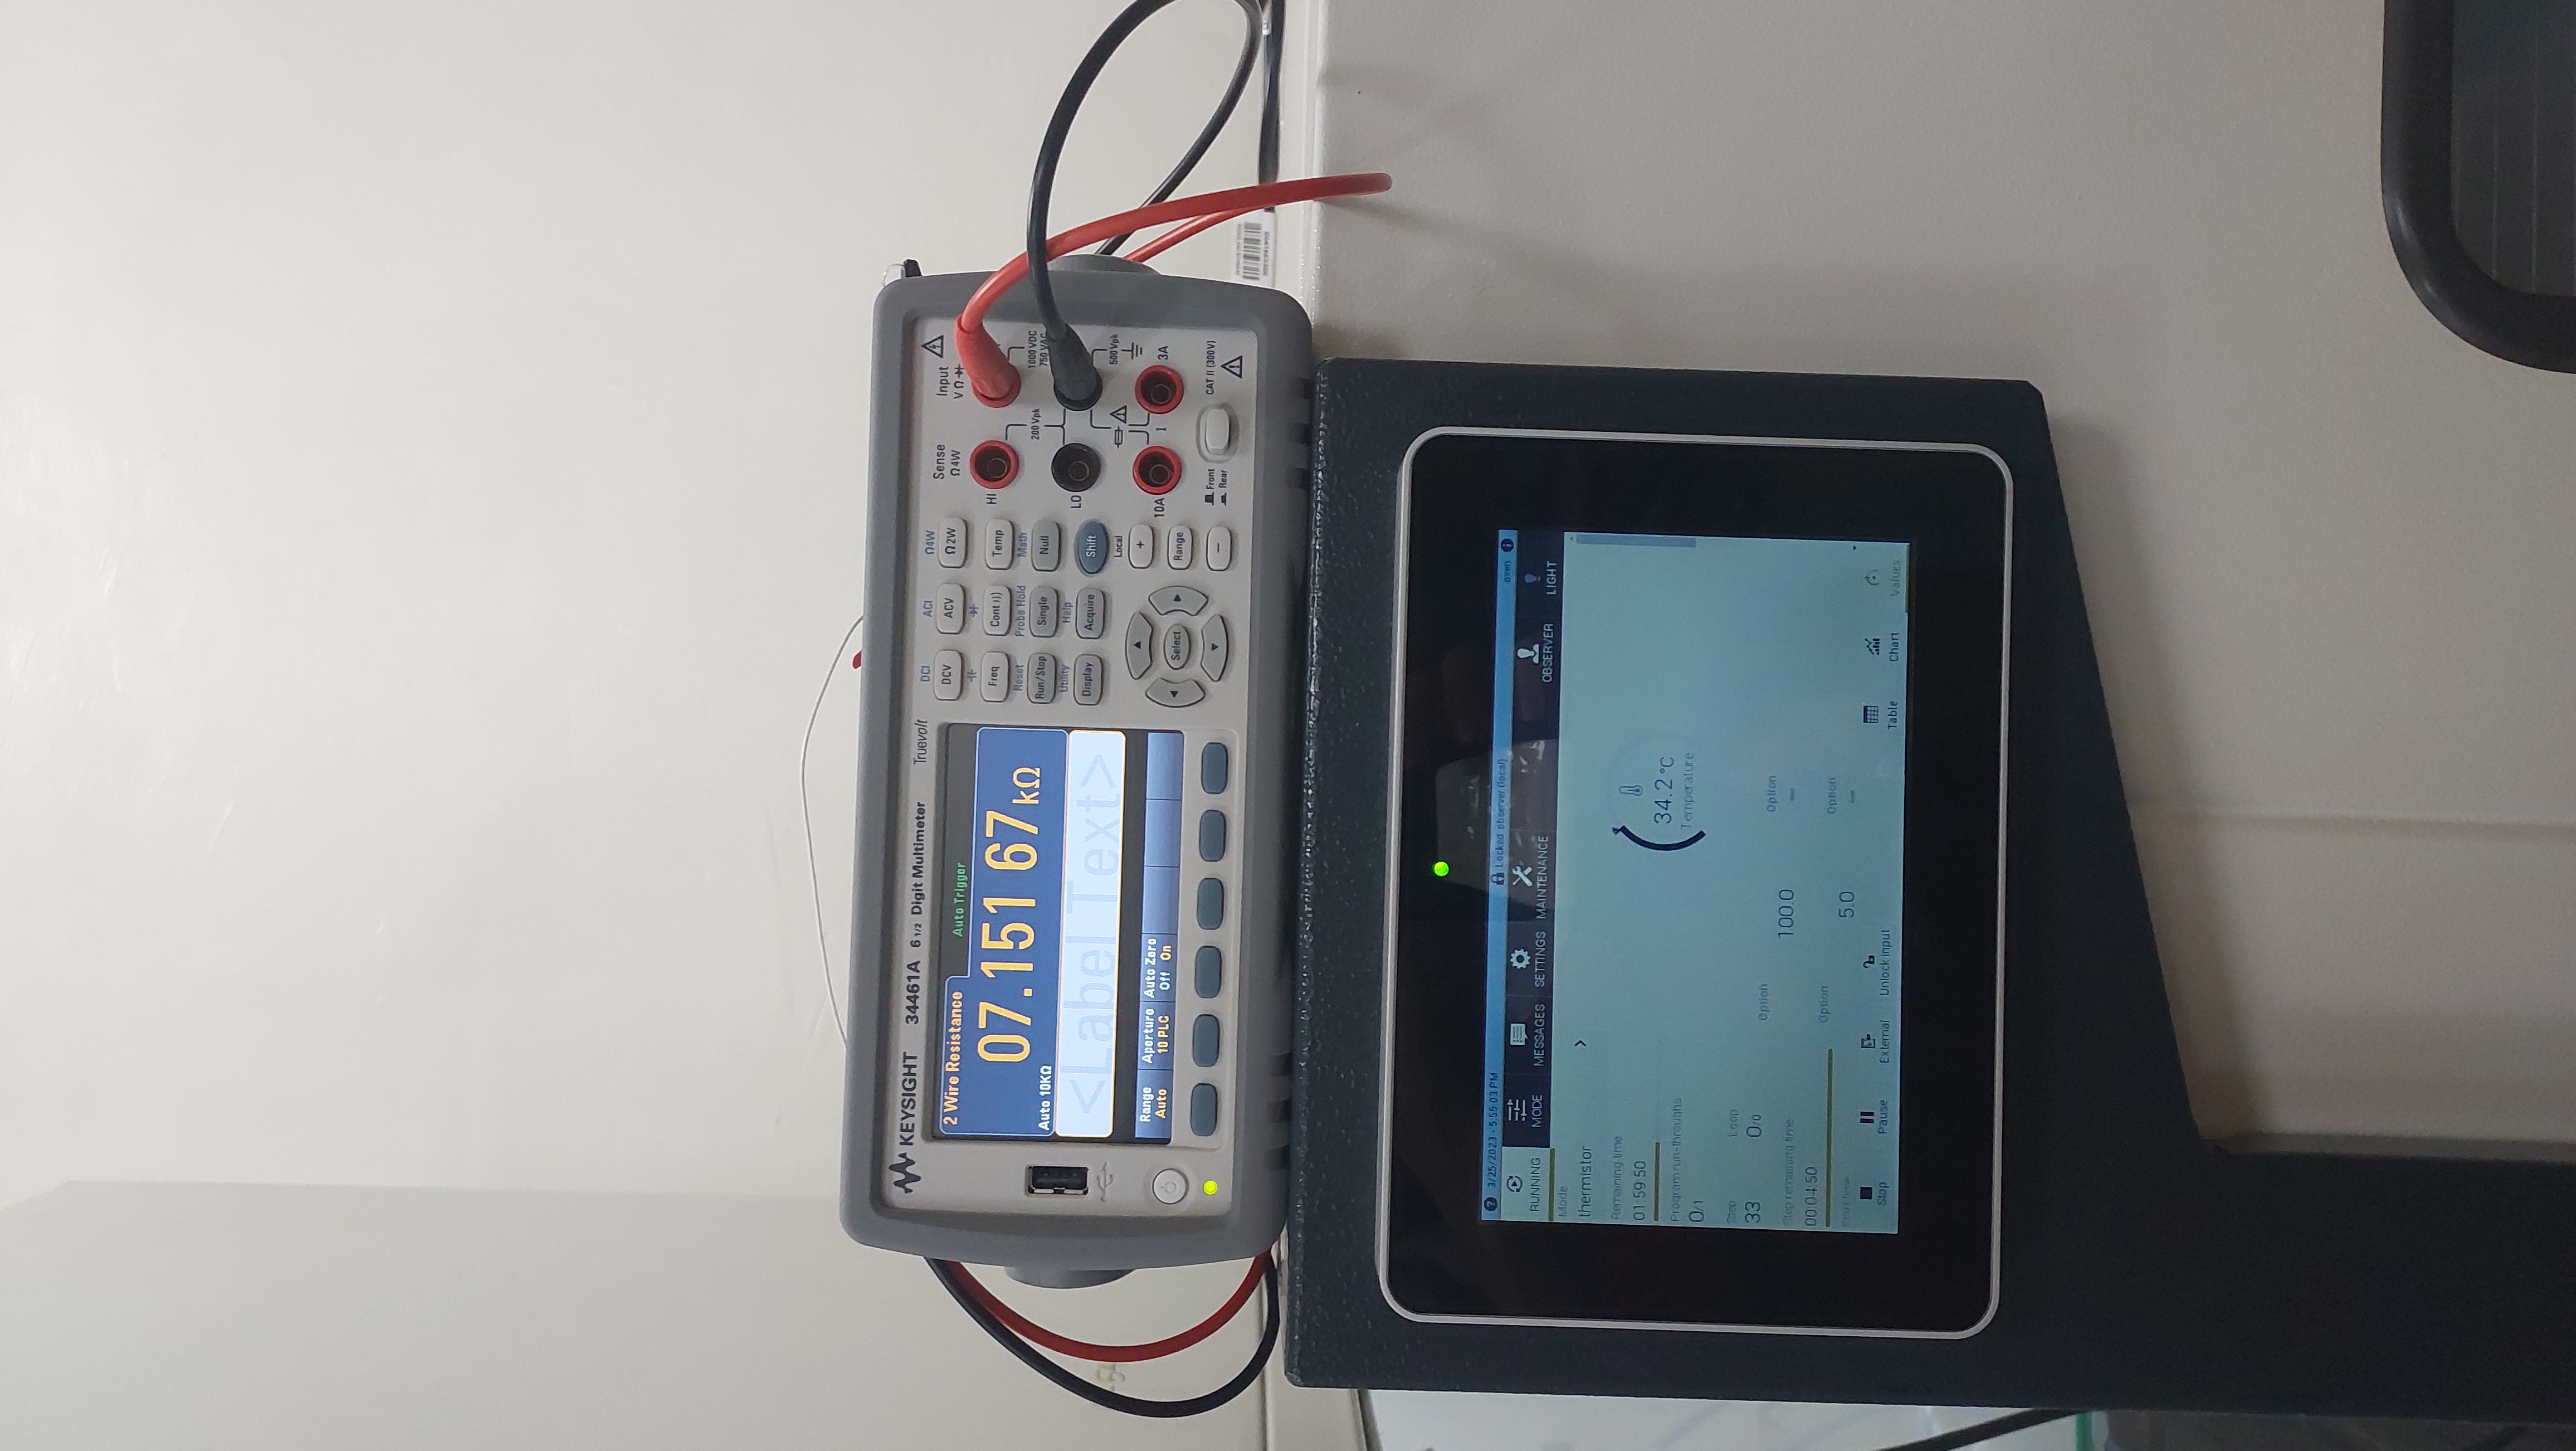 KEYSIGHT 34461A 6 1/2 Digit Multimeter Truevolt
2 Wire Resistance Auto Trigger
07.151 67 kΩ
Auto 10KΩ
<Label Text>
Range Aperture Auto Zero
Auto 10 PLC Off On
DCI ACI Ω4W
DCV ACV Ω2W
Freq Cont Temp
Reset Probe Hold Math
Run/Stop Single Null
Utility Help
Display Acquire Shift
Local
+
Select Range
−
Sense Input
Ω4W VΩ
HI
200 Vpk 1000 VDC
750 VAC
LO
500 Vpk
10A I 3A
Front
Rear
CAT II (300V)
? 3/25/2023 - 5:55:03 PM Locked observer (local) i
RUNNING MODE MESSAGES SETTINGS MAINTENANCE OBSERVER LIGHT
Mode
thermistor
Remaining time
01:59:50
34.2 °C
Temperature
Program run-throughs
0/1
Step Loop
33 0/0
Option Option
100.0
Step remaining time
00:04:50
Option Option
5.0
Stop Pause External Unlock input Table Chart Values